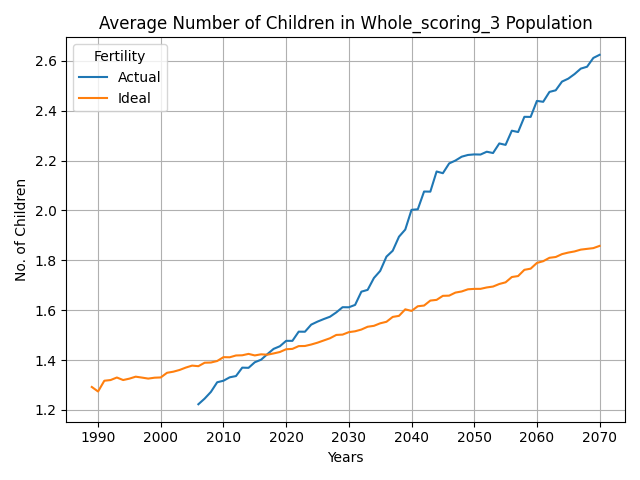 Average Number of Children in Whole_scoring_3 Population
Fertility
Actual
Ideal
No. of Children
2.6
2.4
2.2
2.0
1.8
1.6
1.4
1.2
1990 2000 2010 2020 2030 2040 2050 2060 2070
Years